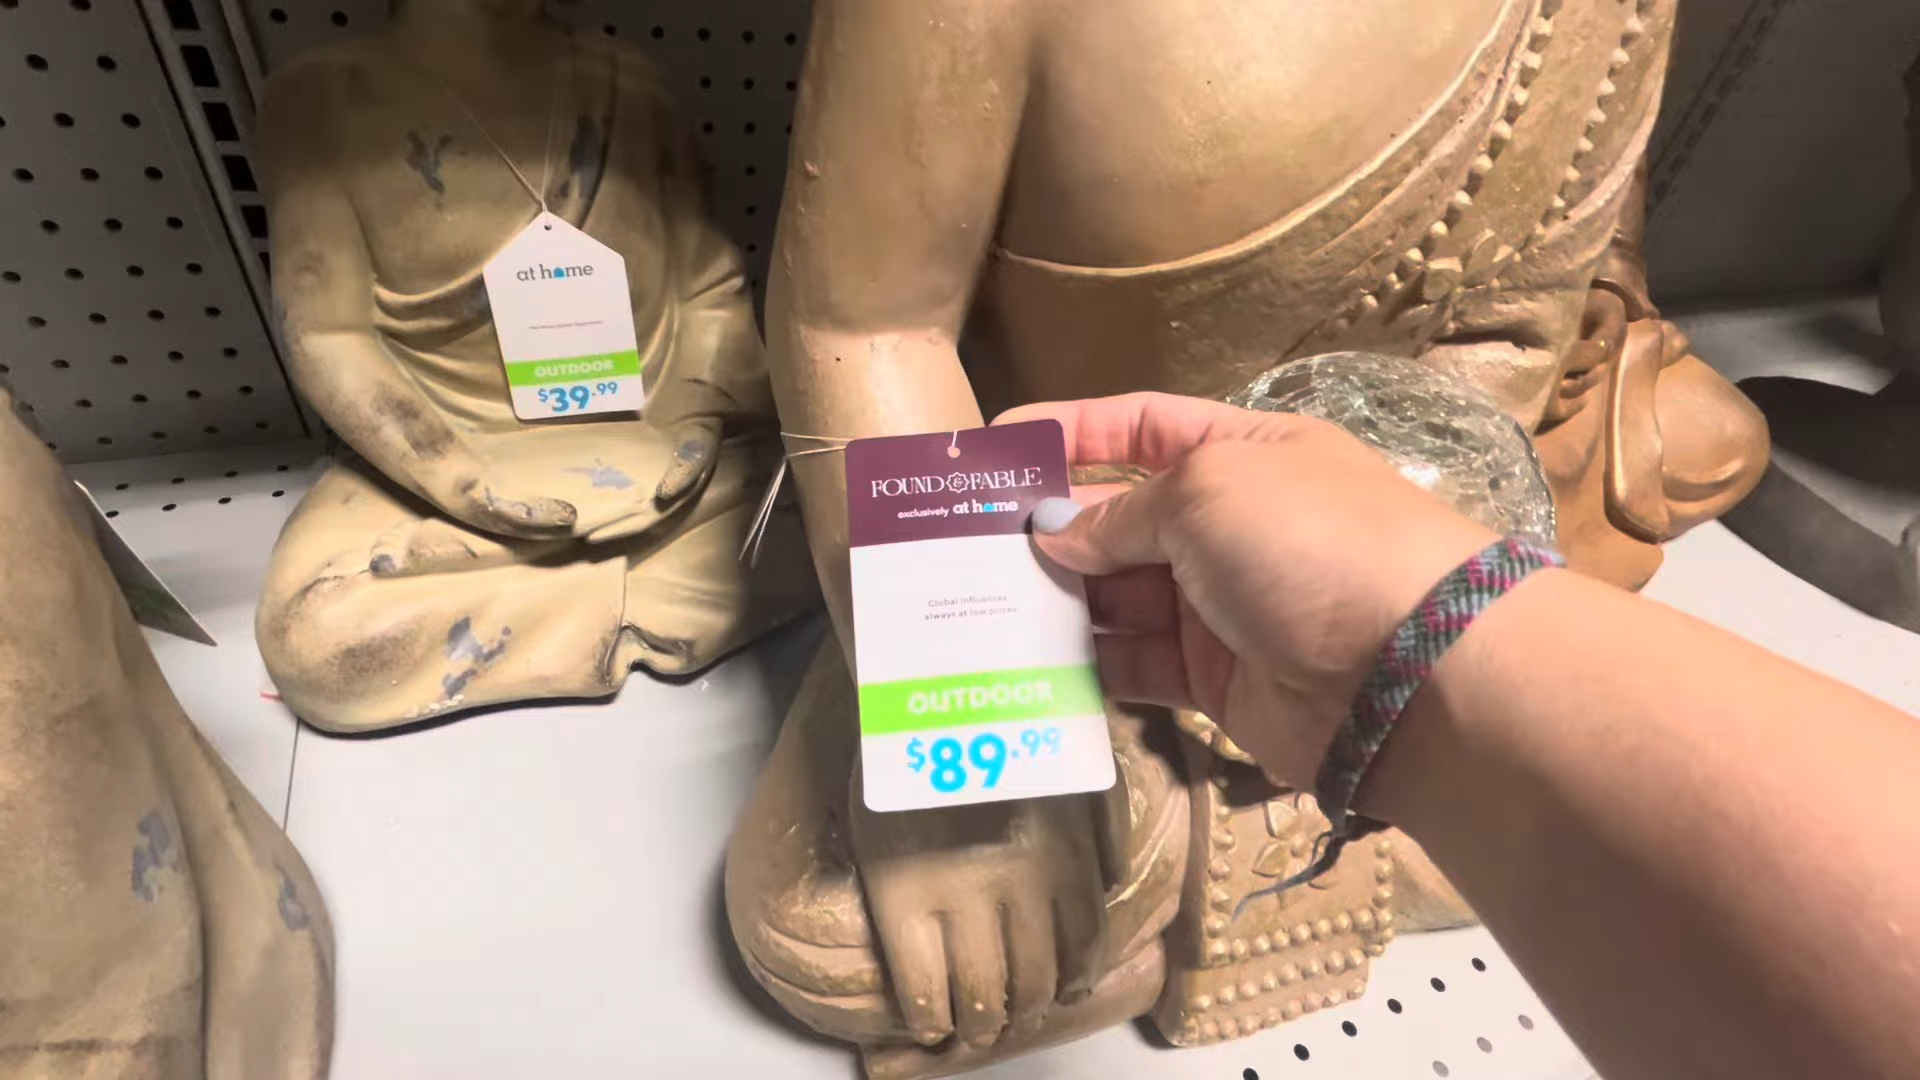 at home
OUTDOOR
$39.99
FOUND & FABLE
exclusively at home
Global influences
always at low prices
OUTDOOR
$89.99